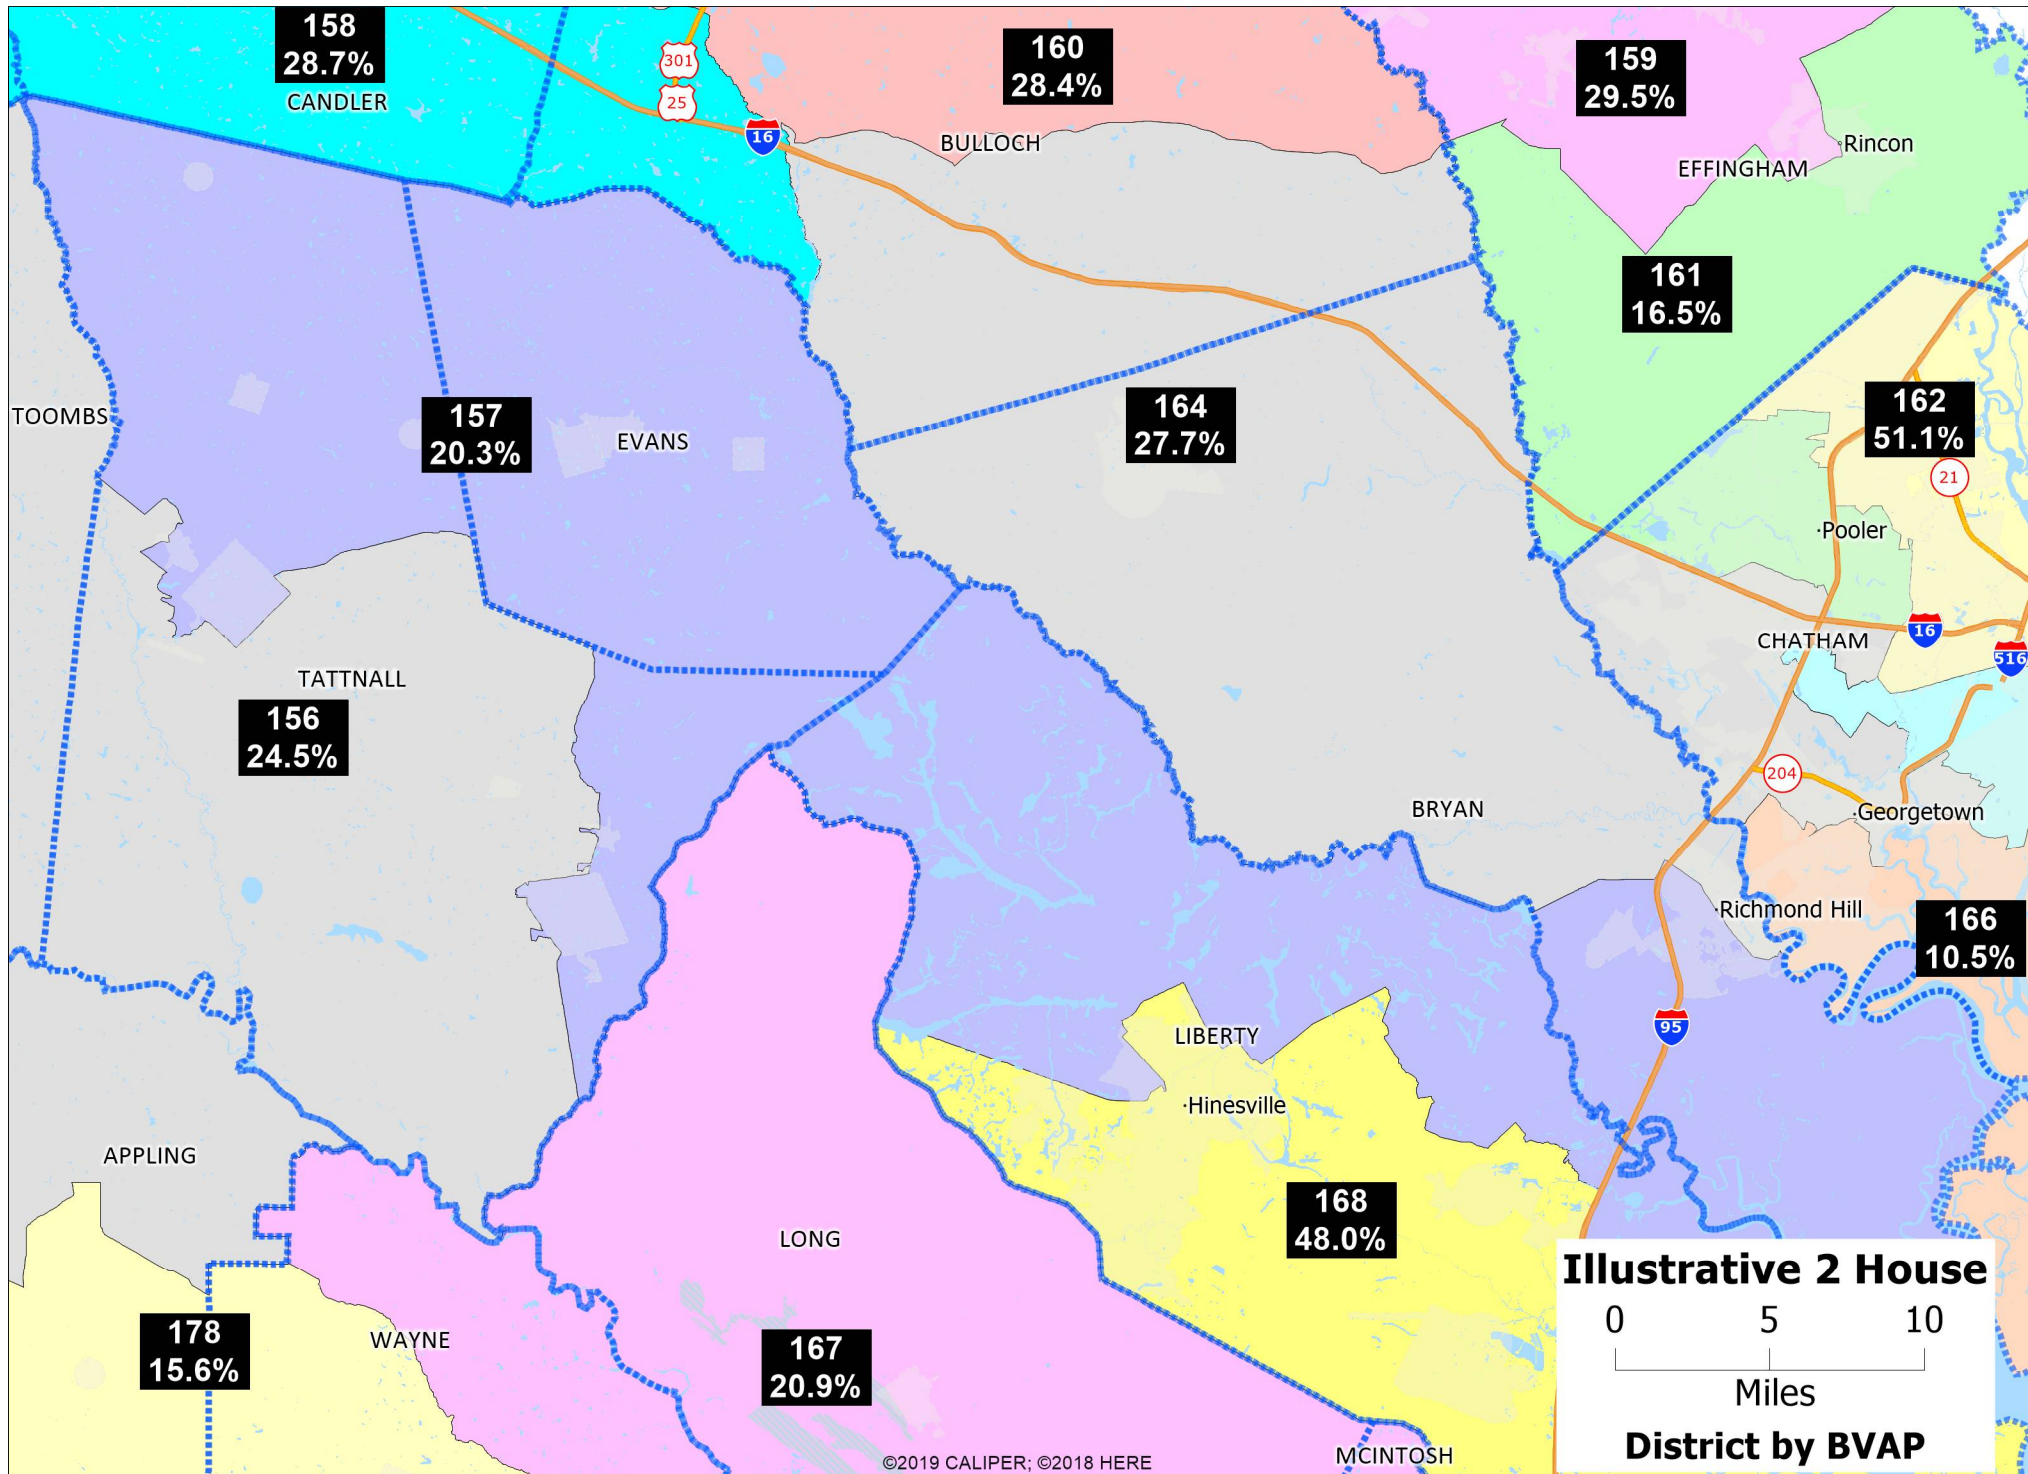 158
28.7%
CANDLER
301
25
16
160
28.4%
BULLOCH
159
29.5%
Rincon
EFFINGHAM
161
16.5%
TOOMBS
157
20.3%
EVANS
164
27.7%
162
51.1%
21
Pooler
16
CHATHAM
516
TATTNALL
156
24.5%
204
BRYAN
Georgetown
Richmond Hill
166
10.5%
95
LIBERTY
Hinesville
APPLING
168
48.0%
LONG
178
15.6%
WAYNE
167
20.9%
MCINTOSH
©2019 CALIPER; ©2018 HERE
Illustrative 2 House
0 5 10
Miles
District by BVAP